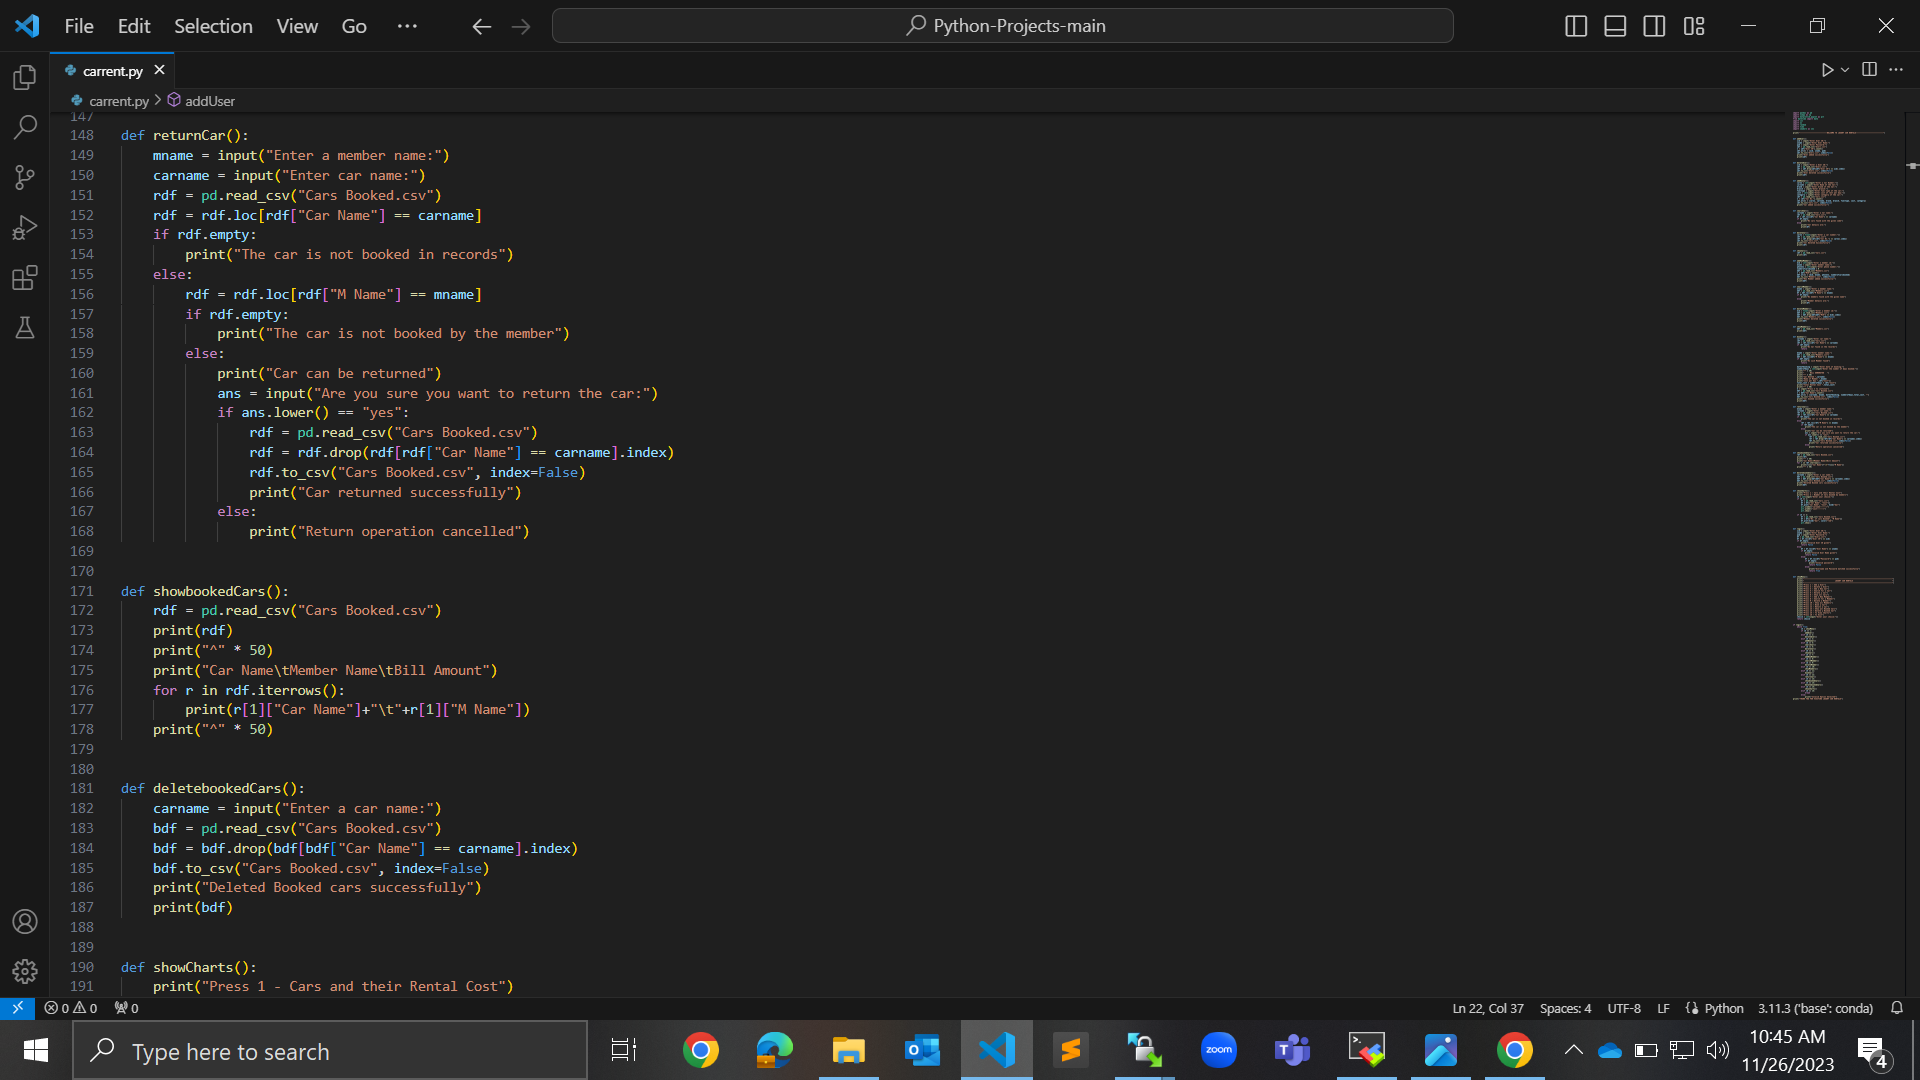 File Edit Selection View Go ··· Python-Projects-main
carrent.py
carrent.py > addUser
147
148 def returnCar():
149 mname = input("Enter a member name:")
150 carname = input("Enter car name:")
151 rdf = pd.read_csv("Cars Booked.csv")
152 rdf = rdf.loc[rdf["Car Name"] == carname]
153 if rdf.empty:
154 print("The car is not booked in records")
155 else:
156 rdf = rdf.loc[rdf["M Name"] == mname]
157 if rdf.empty:
158 print("The car is not booked by the member")
159 else:
160 print("Car can be returned")
161 ans = input("Are you sure you want to return the car:")
162 if ans.lower() == "yes":
163 rdf = pd.read_csv("Cars Booked.csv")
164 rdf = rdf.drop(rdf[rdf["Car Name"] == carname].index)
165 rdf.to_csv("Cars Booked.csv", index=False)
166 print("Car returned successfully")
167 else:
168 print("Return operation cancelled")
169
170
171 def showbookedCars():
172 rdf = pd.read_csv("Cars Booked.csv")
173 print(rdf)
174 print("^" * 50)
175 print("Car Name\tMember Name\tBill Amount")
176 for r in rdf.iterrows():
177 print(r[1]["Car Name"]+"\t"+r[1]["M Name"])
178 print("^" * 50)
179
180
181 def deletebookedCars():
182 carname = input("Enter a car name:")
183 bdf = pd.read_csv("Cars Booked.csv")
184 bdf = bdf.drop(bdf[bdf["Car Name"] == carname].index)
185 bdf.to_csv("Cars Booked.csv", index=False)
186 print("Deleted Booked cars successfully")
187 print(bdf)
188
189
190 def showCharts():
191 print("Press 1 - Cars and their Rental Cost")
0 0 0 Ln 22, Col 37 Spaces: 4 UTF-8 LF Python 3.11.3 ('base': conda)
Type here to search zoom 10:45 AM
11/26/2023 4